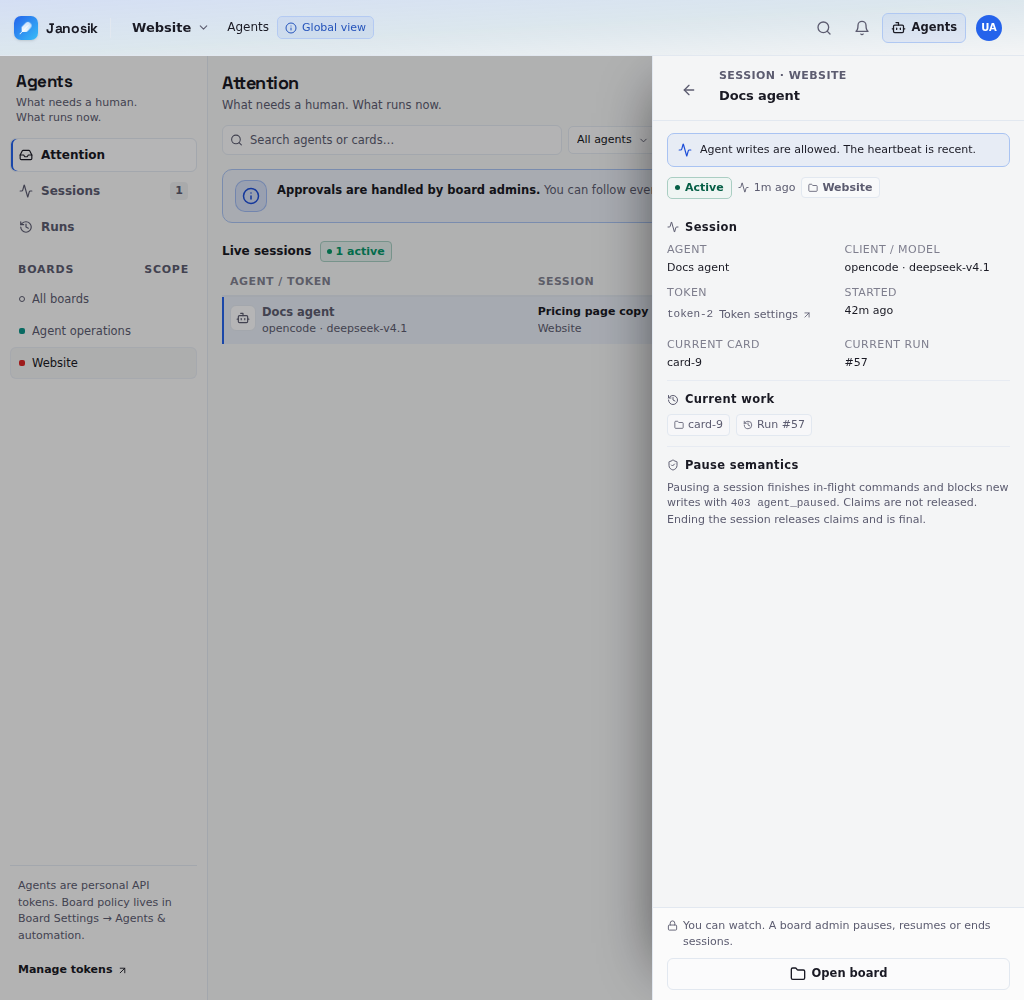 Janosik
Website
Agents
Global view
Agents
UA
Agents
What needs a human.
What runs now.
Attention
Sessions
1
Runs
BOARDS
SCOPE
All boards
Agent operations
Website
Agents are personal API
tokens. Board policy lives in
Board Settings → Agents &
automation.
Manage tokens
Attention
What needs a human. What runs now.
Search agents or cards...
All agents
Approvals are handled by board admins. You can follow
Live sessions
1 active
AGENT / TOKEN
SESSION
Docs agent
opencode · deepseek-v4.1
Pricing page copy
Website
SESSION · WEBSITE
Docs agent
Agent writes are allowed. The heartbeat is recent.
Active
1m ago
Website
Session
AGENT
Docs agent
CLIENT / MODEL
opencode · deepseek-v4.1
TOKEN
token-2 Token settings
STARTED
42m ago
CURRENT CARD
card-9
CURRENT RUN
#57
Current work
card-9
Run #57
Pause semantics
Pausing a session finishes in-flight commands and blocks new
writes with 403 agent_paused. Claims are not released.
Ending the session releases claims and is final.
You can watch. A board admin pauses, resumes or ends
sessions.
Open board